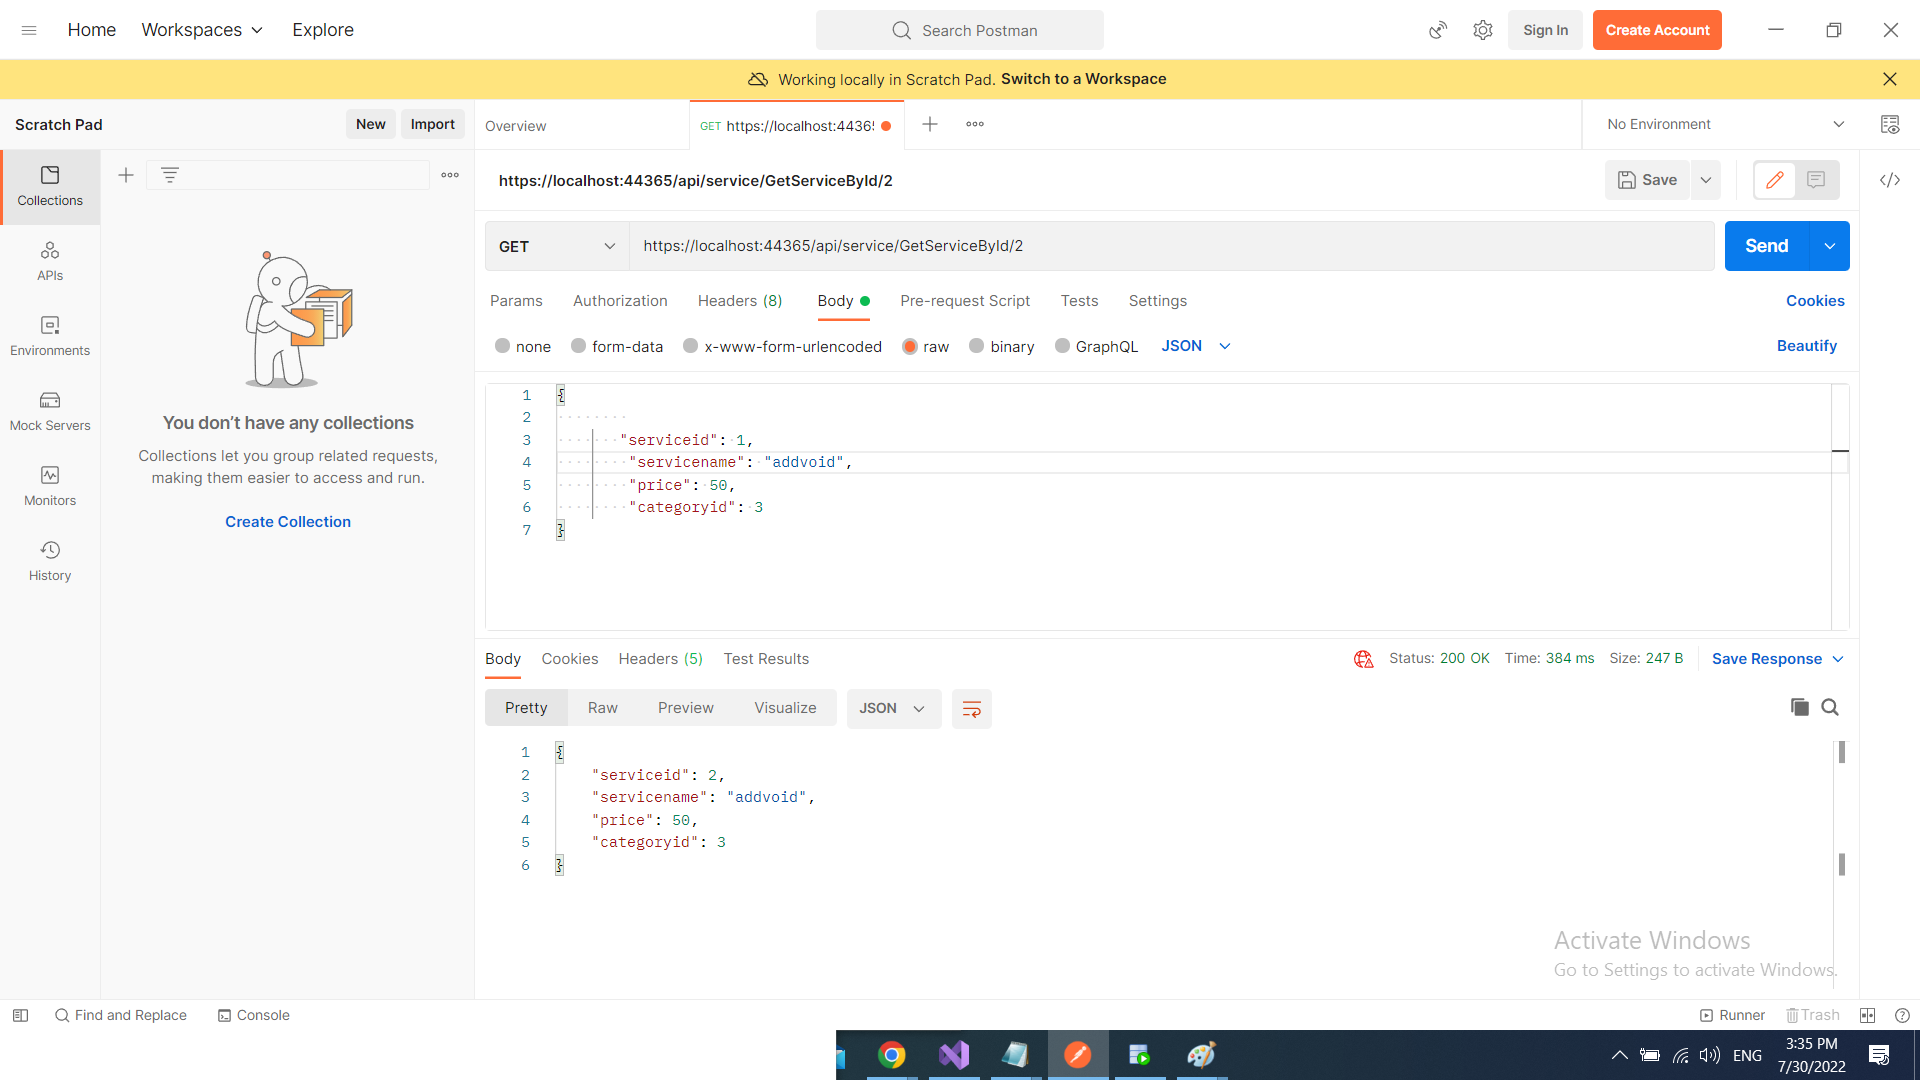 Home Workspaces Explore Search Postman Sign In Create Account
Working locally in Scratch Pad. Switch to a Workspace
Scratch Pad New Import Overview GET https://localhost:4436! No Environment
Collections
APIs
Environments
Mock Servers
Monitors
History
You don’t have any collections
Collections let you group related requests,
making them easier to access and run.
Create Collection
https://localhost:44365/api/service/GetServiceById/2 Save
GET https://localhost:44365/api/service/GetServiceById/2 Send
Params Authorization Headers (8) Body Pre-request Script Tests Settings Cookies
none form-data x-www-form-urlencoded raw binary GraphQL JSON Beautify
1 {
2
3 "serviceid": 1,
4 "servicename": "addvoid",
5 "price": 50,
6 "categoryid": 3
7 }
Body Cookies Headers (5) Test Results Status: 200 OK Time: 384 ms Size: 247 B Save Response
Pretty Raw Preview Visualize JSON
1 {
2 "serviceid": 2,
3 "servicename": "addvoid",
4 "price": 50,
5 "categoryid": 3
6 }
Activate Windows
Go to Settings to activate Windows.
Find and Replace Console Runner Trash
ENG 3:35 PM
7/30/2022